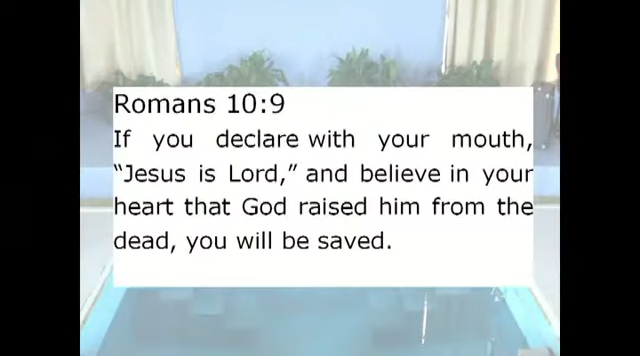 Romans 10:9
If you declare with your mouth,
“Jesus is Lord,” and believe in your
heart that God raised him from the
dead, you will be saved.